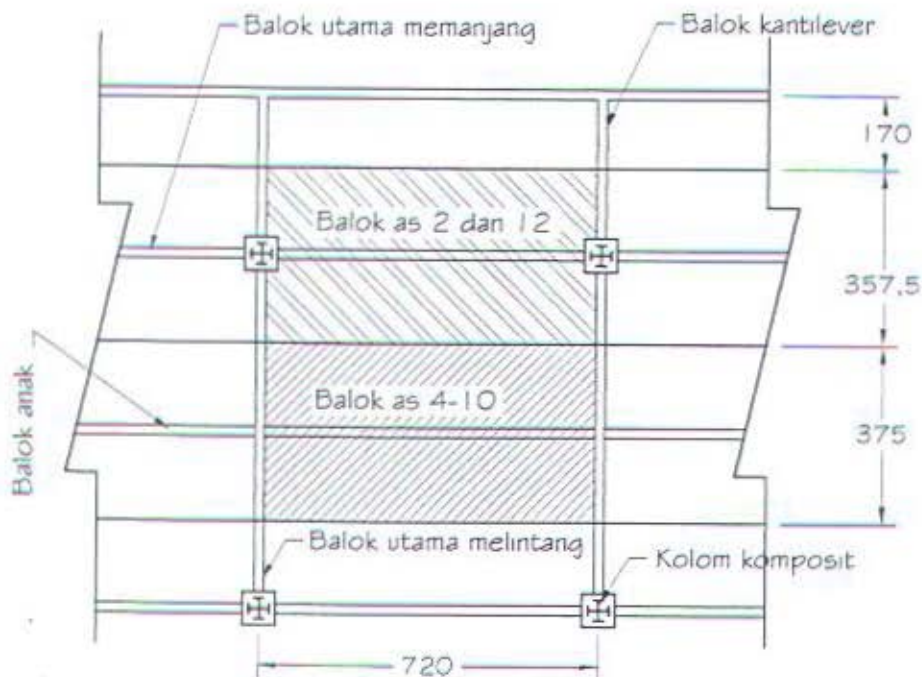 Balok utama memanjang
Balok kantilever
170
Balok as 2 dan 12
357,5
Balok anak
Balok as 4-10
375
Balok utama melintang
Kolom komposit
720